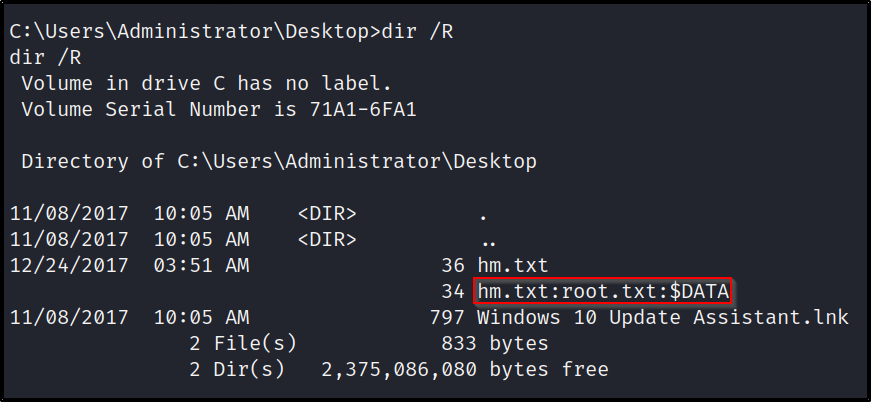 C:\Users\Administrator\Desktop>dir /R
dir /R
 Volume in drive C has no label.
 Volume Serial Number is 71A1-6FA1

 Directory of C:\Users\Administrator\Desktop

11/08/2017  10:05 AM    <DIR>          .
11/08/2017  10:05 AM    <DIR>          ..
12/24/2017  03:51 AM                36 hm.txt
                                    34 hm.txt:root.txt:$DATA
11/08/2017  10:05 AM               797 Windows 10 Update Assistant.lnk
               2 File(s)            833 bytes
               2 Dir(s)   2,375,086,080 bytes free